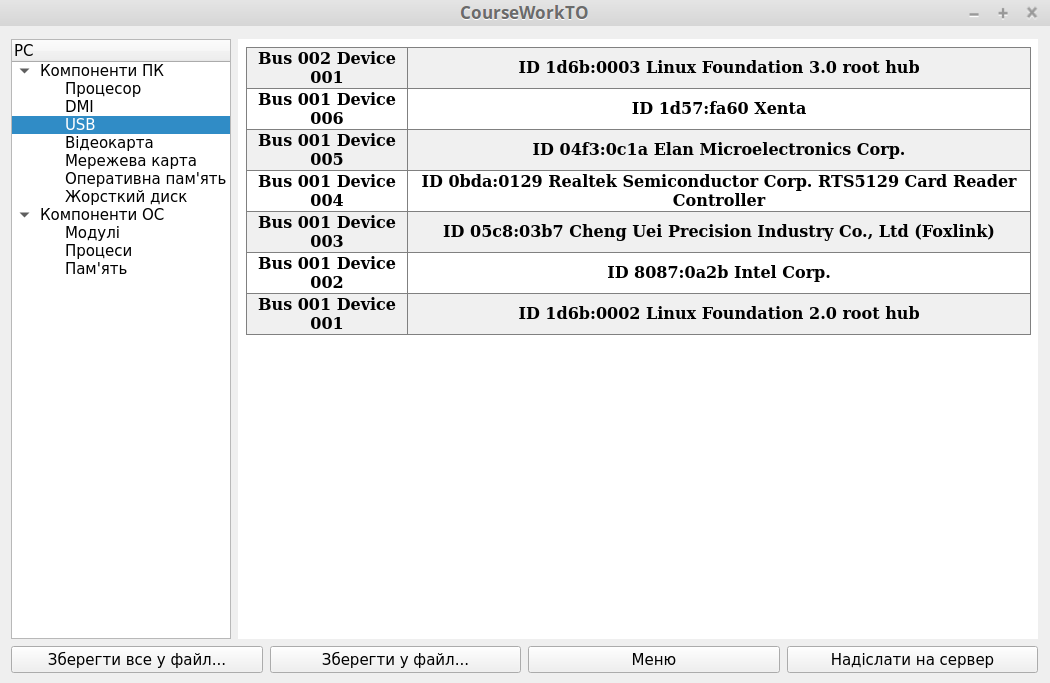 CourseWorkTO
PC
Компоненти ПК
Процесор
DMI
USB
Відеокарта
Мережева карта
Оперативна пам'ять
Жорсткий диск
Компоненти ОС
Модулі
Процеси
Пам'ять
Bus 002 Device
001
ID 1d6b:0003 Linux Foundation 3.0 root hub
Bus 001 Device
006
ID 1d57:fa60 Xenta
Bus 001 Device
005
ID 04f3:0c1a Elan Microelectronics Corp.
Bus 001 Device
004
ID 0bda:0129 Realtek Semiconductor Corp. RTS5129 Card Reader
Controller
Bus 001 Device
003
ID 05c8:03b7 Cheng Uei Precision Industry Co., Ltd (Foxlink)
Bus 001 Device
002
ID 8087:0a2b Intel Corp.
Bus 001 Device
001
ID 1d6b:0002 Linux Foundation 2.0 root hub
Зберегти все у файл...
Зберегти у файл...
Меню
Надіслати на сервер